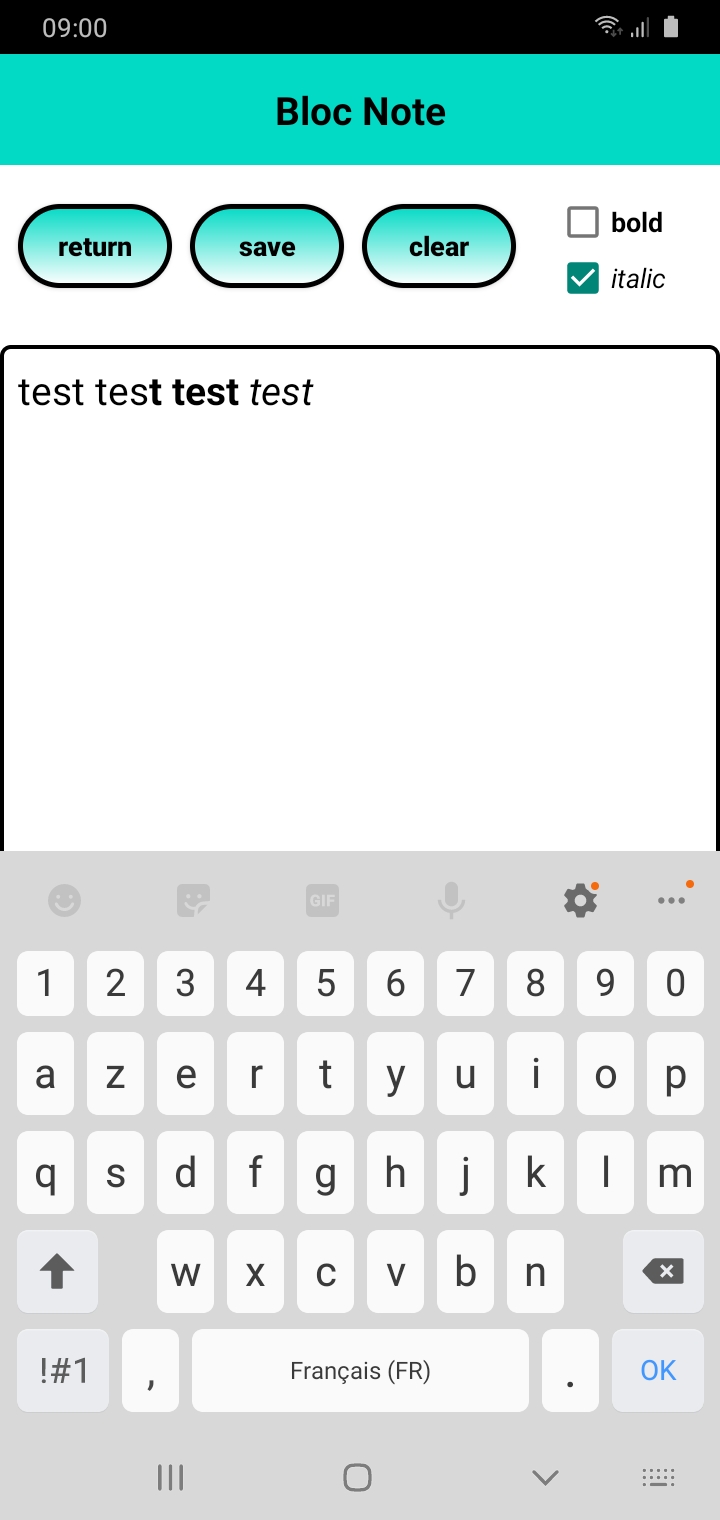 09:00
Bloc Note
return save clear
bold
italic
test test test test
GIF
1 2 3 4 5 6 7 8 9 0
a z e r t y u i o p
q s d f g h j k l m
w x c v b n
!#1 , Français (FR) . OK